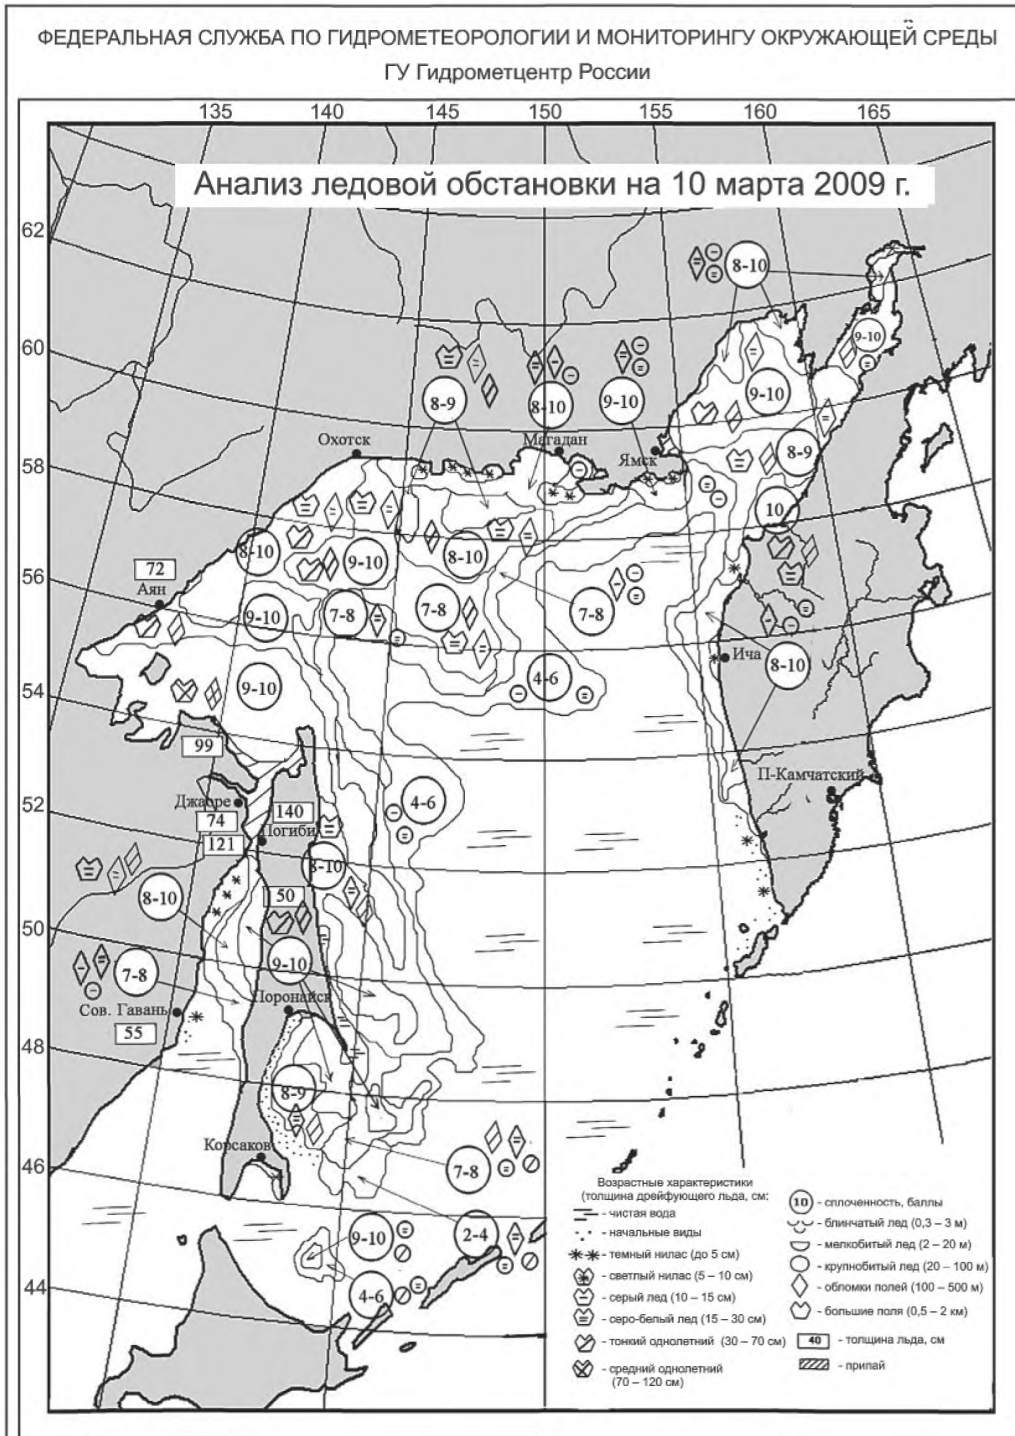 ФЕДЕРАЛЬНАЯ СЛУЖБА ПО ГИДРОМЕТЕОРОЛОГИИ И МОНИТОРИНГУ ОКРУЖАЮЩЕЙ СРЕДЫ
ГУ Гидрометцентр России
135 140 145 150 155 160 165
Анализ ледовой обстановки на 10 марта 2009 г.
62
8-10
9-10
60
8-9 8-10 9-10 9-10
Охотск Магадан Ямск
8-9
58
10
8-10 9-10 8-10
56
72
Аян
9-10 7-8 7-8 7-8
Ича
8-10
9-10 4-6
54
99
П-Камчатский
4-6
52
Джаоре 140
74 Погиби
121
8-10
50
8-10
50
9-10
7-8
Сов. Гавань Поронайск
55
48
8-9
Корсаков
7-8
46
2-4
9-10
4-6
44
Возрастные характеристики
(толщина дрейфующего льда, см:
- чистая вода
- начальные виды
- темный нилас (до 5 см)
- светлый нилас (5 – 10 см)
- серый лед (10 – 15 см)
- серо-белый лед (15 – 30 см)
- тонкий однолетний (30 – 70 см)
- средний однолетний
(70 – 120 см)
10 - сплоченность, баллы
- блинчатый лед (0,3 – 3 м)
- мелкобитый лед (2 – 20 м)
- крупнобитый лед (20 – 100 м)
- обломки полей (100 – 500 м)
- большие поля (0,5 – 2 км)
40 - толщина льда, см
- припай